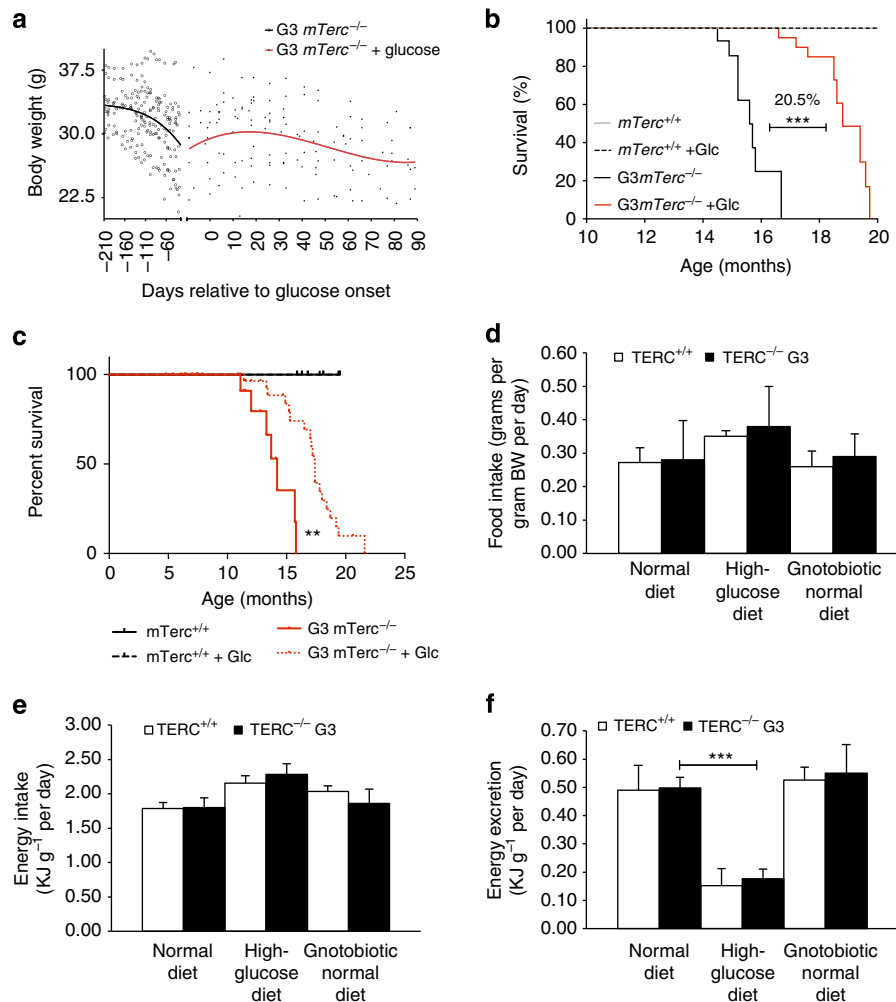 a
G3 mTerc–/–
G3 mTerc–/– + glucose
Body weight (g)
37.5
30.0
22.5
–210
–160
–110
–60
0
10
20
30
40
50
60
70
80
90
Days relative to glucose onset
b
Survival (%)
100
80
60
40
20
0
20.5%
***
mTerc+/+
mTerc+/+ +Glc
G3mTerc–/–
G3mTerc–/– +Glc
10
12
14
16
18
20
Age (months)
c
Percent survival
100
50
0
**
0
5
10
15
20
25
Age (months)
mTerc+/+
mTerc+/+ + Glc
G3 mTerc–/–
G3 mTerc–/– + Glc
d
TERC+/+
TERC–/– G3
Food intake (grams per
gram BW per day)
0.60
0.50
0.40
0.30
0.20
0.10
0.00
Normal
diet
High-
glucose
diet
Gnotobiotic
normal diet
e
TERC+/+
TERC–/– G3
Energy intake
(KJ g–1 per day)
3.00
2.50
2.00
1.50
1.00
0.50
0.00
Normal
diet
High-
glucose
diet
Gnotobiotic
normal diet
f
TERC+/+
TERC–/– G3
Energy excretion
(KJ g–1 per day)
0.70
0.60
0.50
0.40
0.30
0.20
0.10
0.00
***
Normal
diet
High-
glucose
diet
Gnotobiotic
normal diet